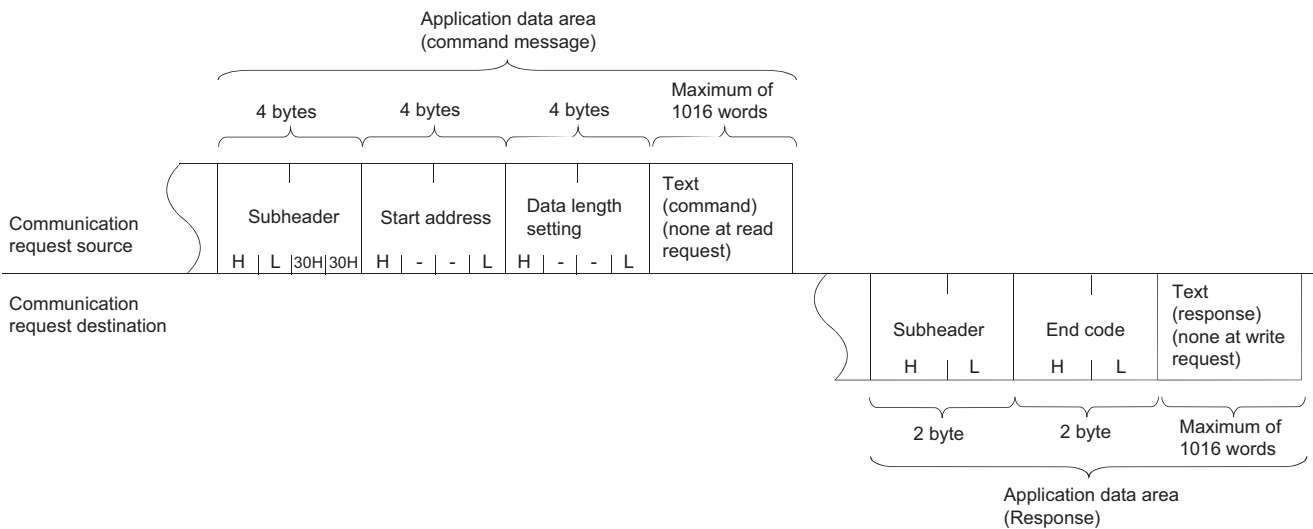 Application data area
(command message)
4 bytes
4 bytes
4 bytes
Maximum of
1016 words
Communication
request source
Subheader
H L 30H 30H
Start address
H - - L
Data length
setting
H - - L
Text
(command)
(none at read
request)
Communication
request destination
Subheader
H L
End code
H L
Text
(response)
(none at write
request)
2 byte
2 byte
Maximum of
1016 words
Application data area
(Response)